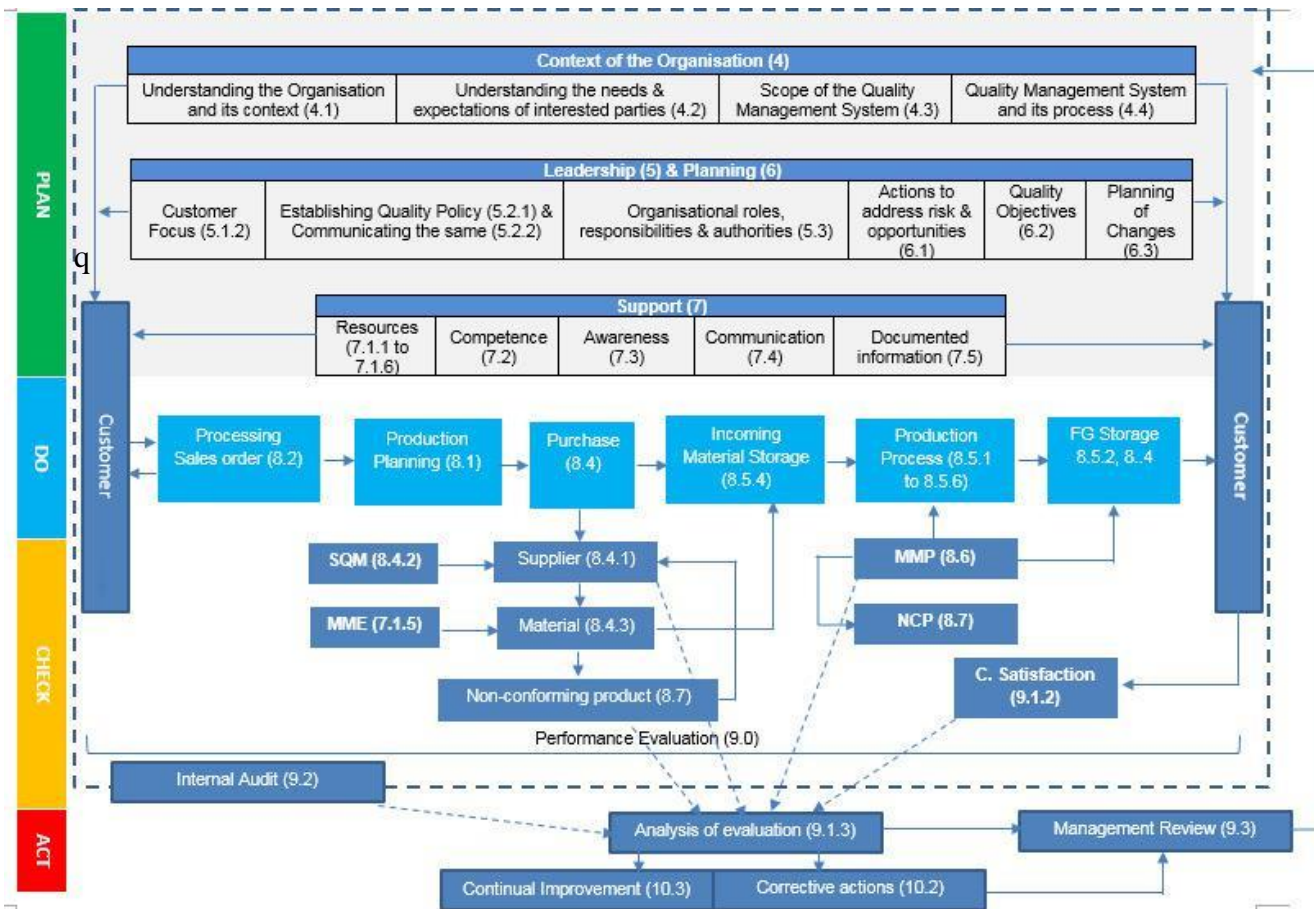 PLAN
Context of the Organisation (4)
Understanding the Organisation
and its context (4.1)
Understanding the needs &
expectations of interested parties (4.2)
Scope of the Quality
Management System (4.3)
Quality Management System
and its process (4.4)
Leadership (5) & Planning (6)
Customer
Focus (5.1.2)
Establishing Quality Policy (5.2.1) &
Communicating the same (5.2.2)
Organisational roles,
responsibilities & authorities (5.3)
Actions to
address risk &
opportunities
(6.1)
Quality
Objectives
(6.2)
Planning
of
Changes
(6.3)
q
Support (7)
Resources
(7.1.1 to
7.1.6)
Competence
(7.2)
Awareness
(7.3)
Communication
(7.4)
Documented
information (7.5)
DO
Customer
Processing
Sales order (8.2)
Production
Planning (8.1)
Purchase
(8.4)
Incoming
Material Storage
(8.5.4)
Production
Process (8.5.1
to 8.5.6)
FG Storage
8.5.2, 8..4
Customer
CHECK
SQM (8.4.2)
Supplier (8.4.1)
MMP (8.6)
MME (7.1.5)
Material (8.4.3)
NCP (8.7)
Non-conforming product (8.7)
C. Satisfaction
(9.1.2)
Performance Evaluation (9.0)
Internal Audit (9.2)
ACT
Analysis of evaluation (9.1.3)
Management Review (9.3)
Continual Improvement (10.3)
Corrective actions (10.2)